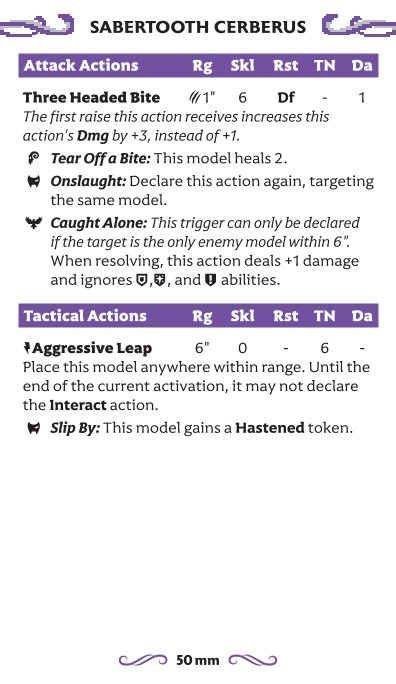 SABERTOOTH CERBERUS
Attack Actions Rg Skl Rst TN Da
Three Headed Bite 1" 6 Df - 1
The first raise this action receives increases this
action's Dmg by +3, instead of +1.
Tear Off a Bite: This model heals 2.
Onslaught: Declare this action again, targeting
the same model.
Caught Alone: This trigger can only be declared
if the target is the only enemy model within 6".
When resolving, this action deals +1 damage
and ignores , , and abilities.
Tactical Actions Rg Skl Rst TN Da
Aggressive Leap 6" 0 - 6 -
Place this model anywhere within range. Until the
end of the current activation, it may not declare
the Interact action.
Slip By: This model gains a Hastened token.
50 mm